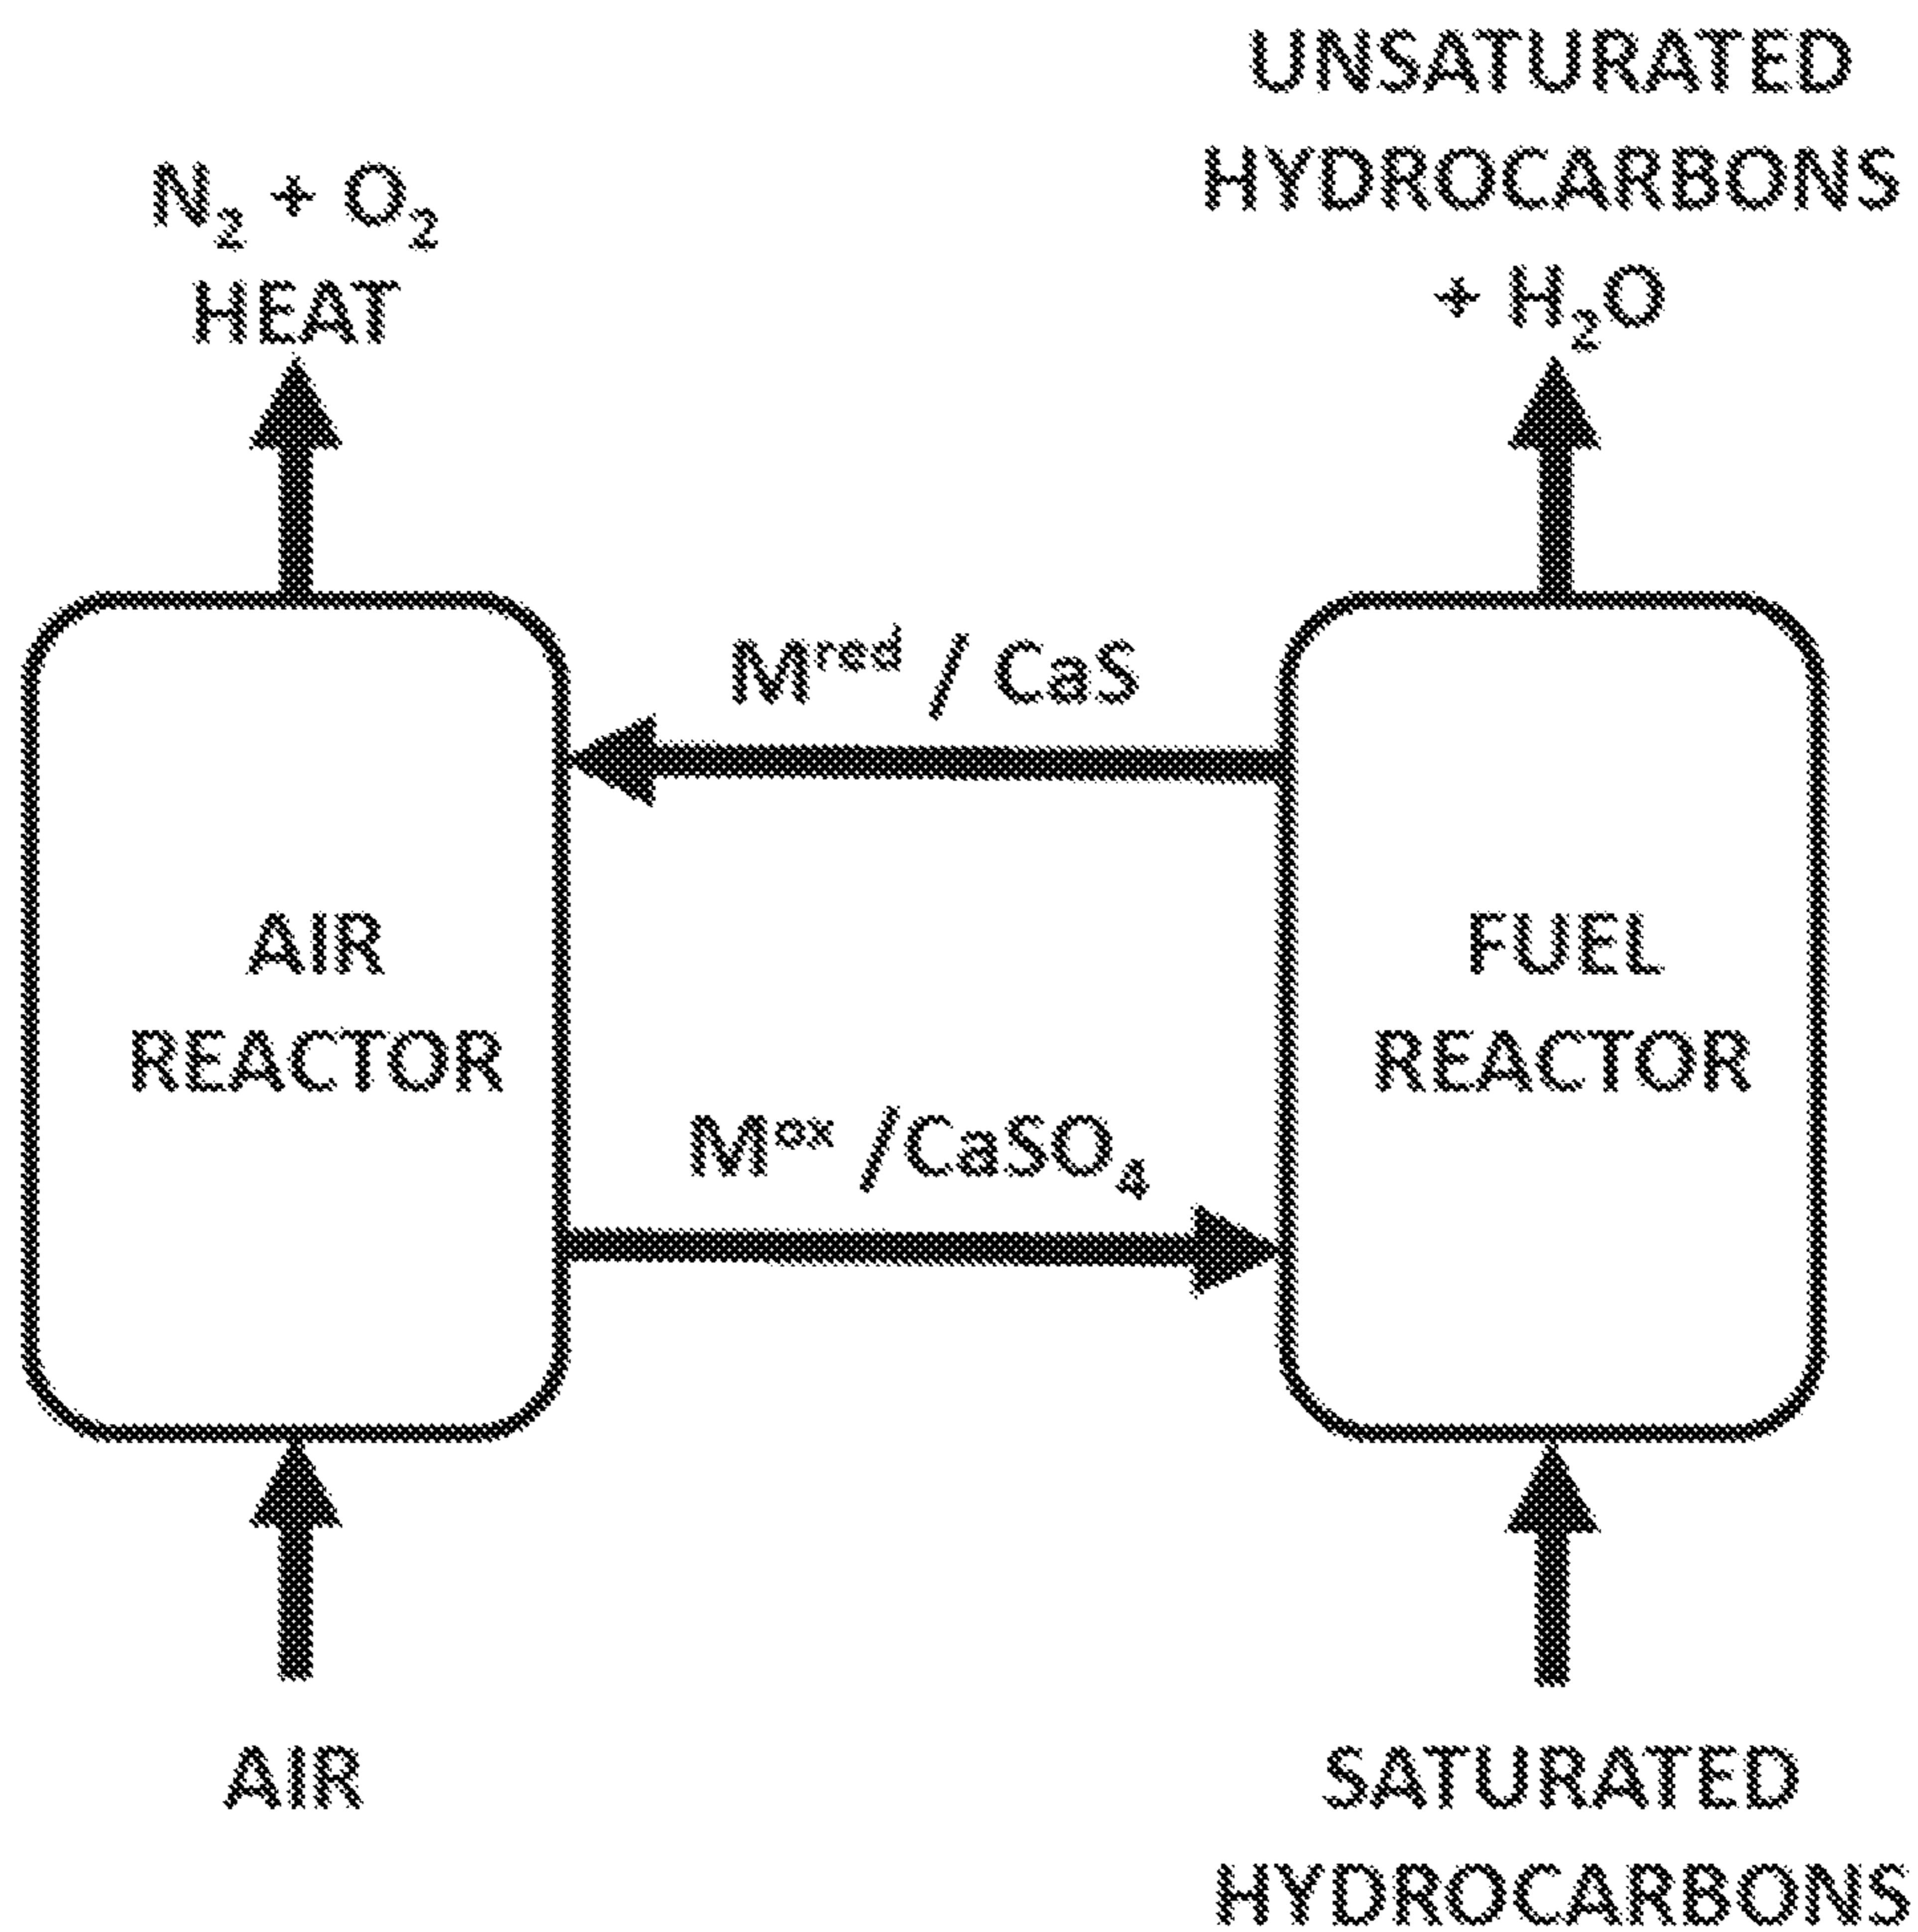 UNSATURATED
HYDROCARBONS
+ H₂O
N₂ + O₂
HEAT
Mʳᵉᵈ / CaS
AIR
REACTOR
FUEL
REACTOR
Mᵒˣ /CaSO₄
AIR
SATURATED
HYDROCARBONS